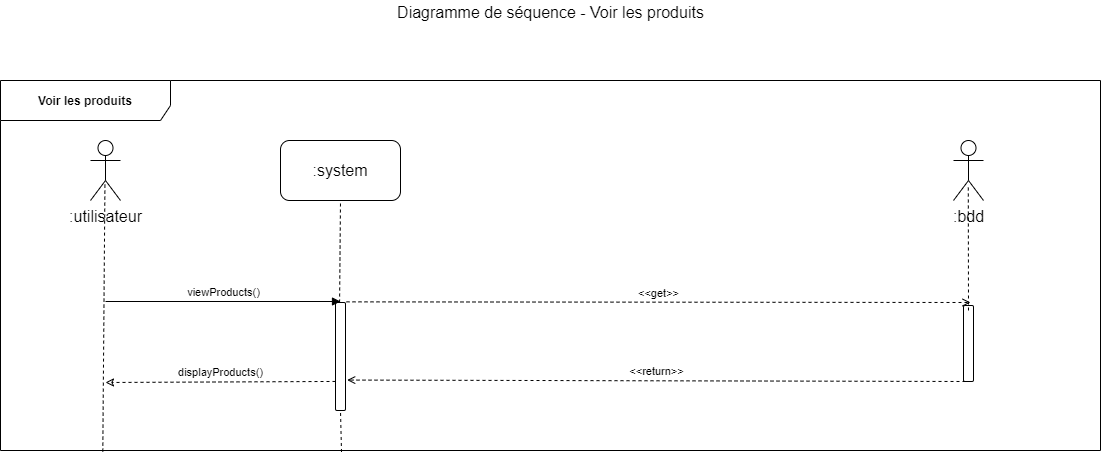 Diagramme de séquence - Voir les produits
Voir les produits
:system
:utilisateur
:bdd
viewProducts()
<<get>>
displayProducts()
<<return>>